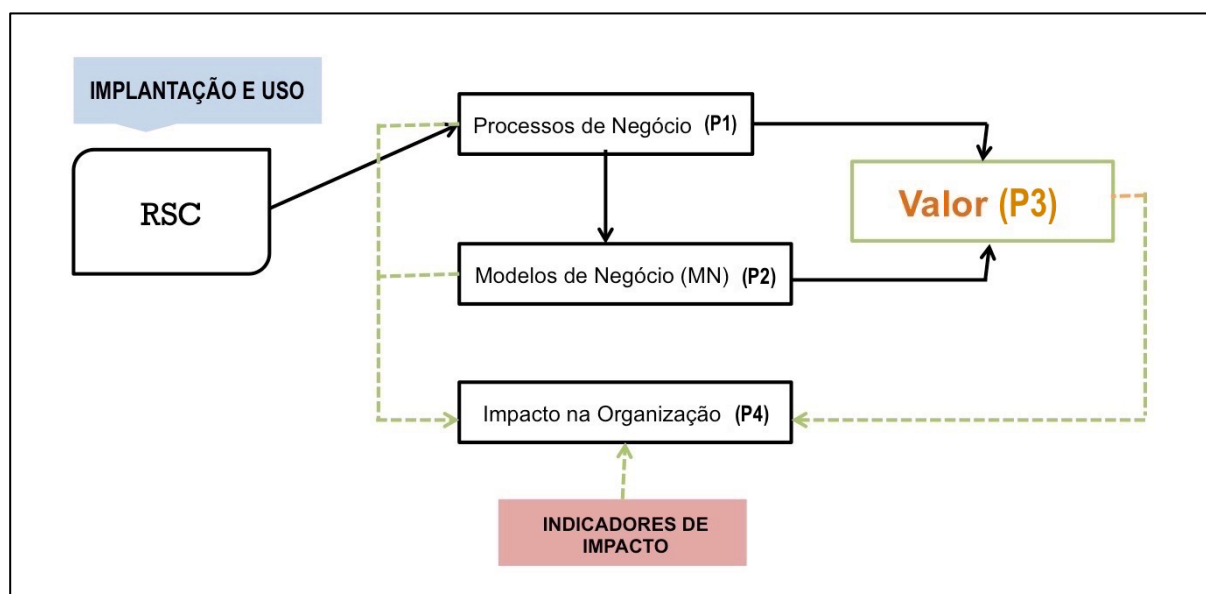 IMPLANTAÇÃO E USO
RSC
Processos de Negócio (P1)
Valor (P3)
Modelos de Negócio (MN) (P2)
Impacto na Organização (P4)
INDICADORES DE
IMPACTO